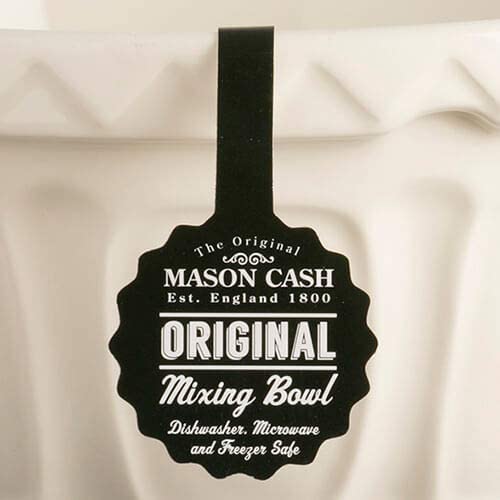 The Original
MASON CASH
Est. England 1800
ORIGINAL
Mixing Bowl
Dishwasher, Microwave
and Freezer Safe